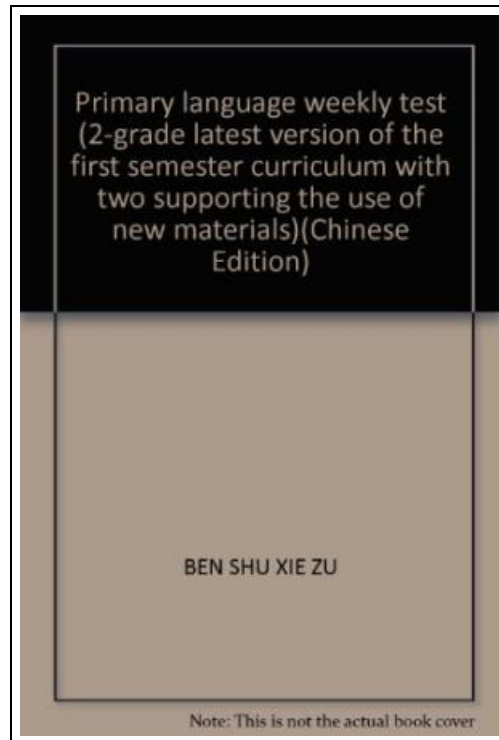 Primary language weekly test
(2-grade latest version of the
first semester curriculum with
two supporting the use of
new materials)(Chinese
Edition)
BEN SHU XIE ZU
Note: This is not the actual book cover